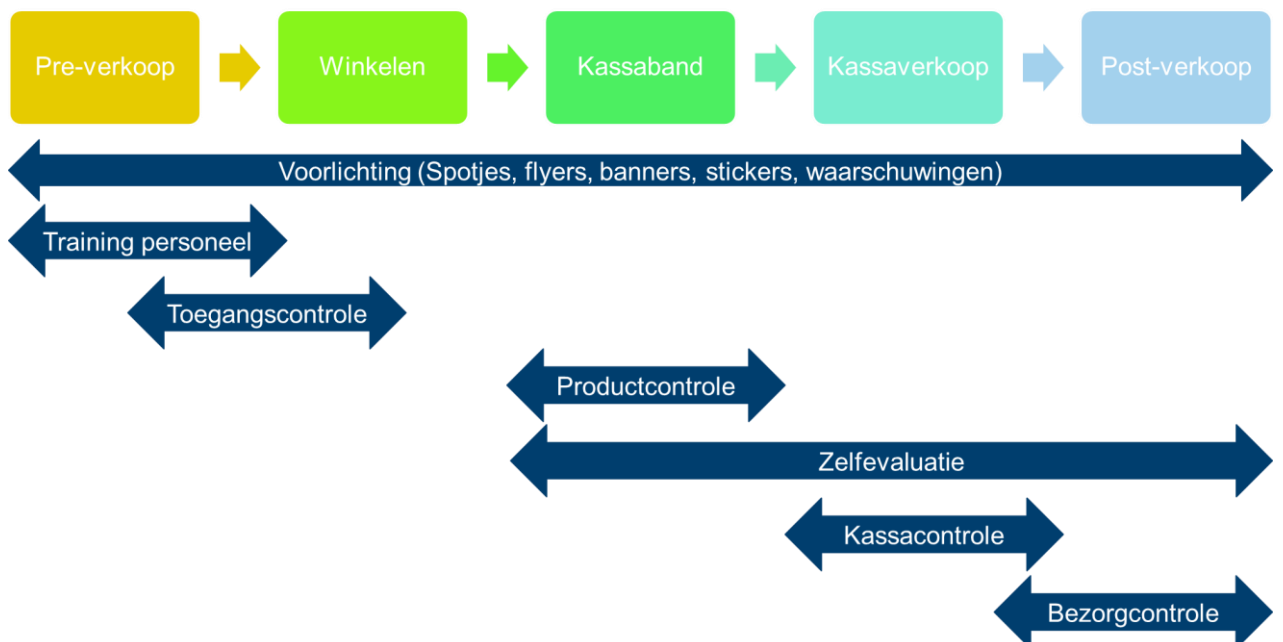 Pre-verkoop
Winkelen
Kassaband
Kassaverkoop
Post-verkoop
Voorlichting (Spotjes, flyers, banners, stickers, waarschuwingen)
Training personeel
Toegangscontrole
Productcontrole
Zelfevaluatie
Kassacontrole
Bezorgcontrole